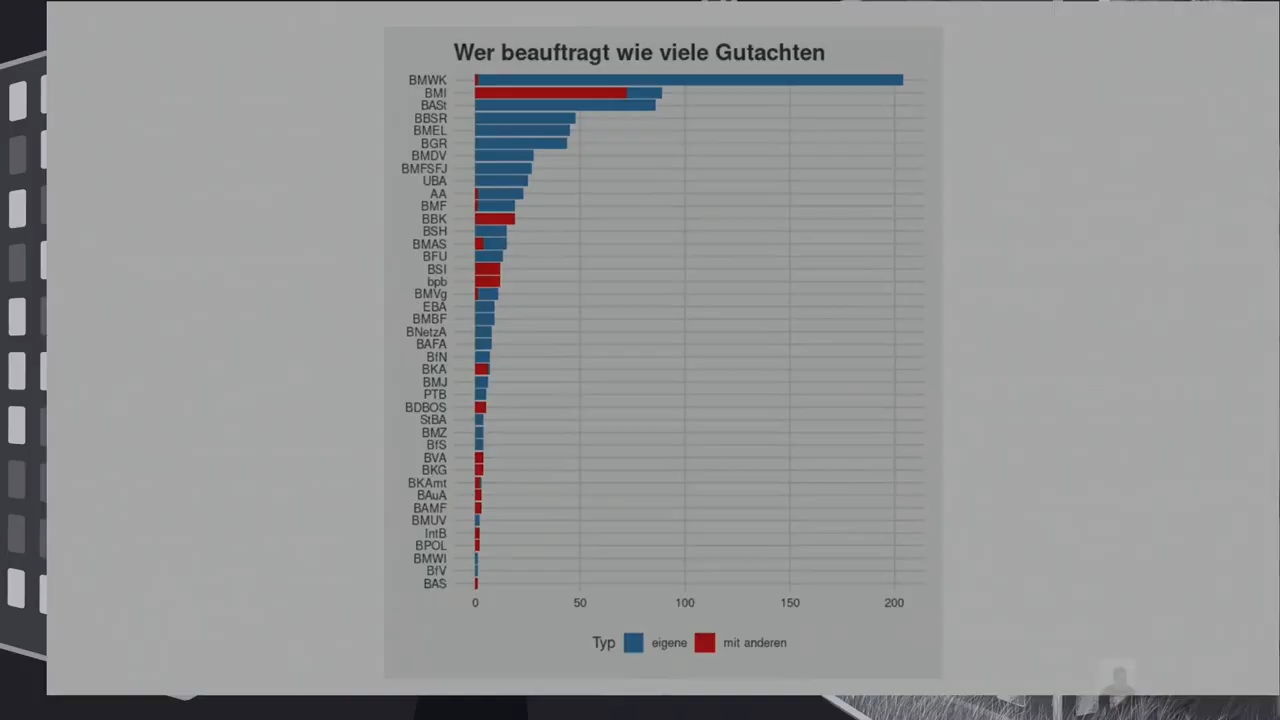 Wer beauftragt wie viele Gutachten
BMWK
BMI
BASt
BBSR
BMEL
BGR
BMDV
BMFSFJ
UBA
AA
BMF
BBK
BSH
BMAS
BFU
BSI
bpb
BMVg
EBA
BMBF
BNetzA
BAFA
BfN
BKA
BMJ
PTB
BDBOS
StBA
BMZ
BfS
BVA
BKG
BKAmt
BAuA
BAMF
BMUV
IntB
BPOL
BMWI
BfV
BAS
0 50 100 150 200
Typ eigene mit anderen